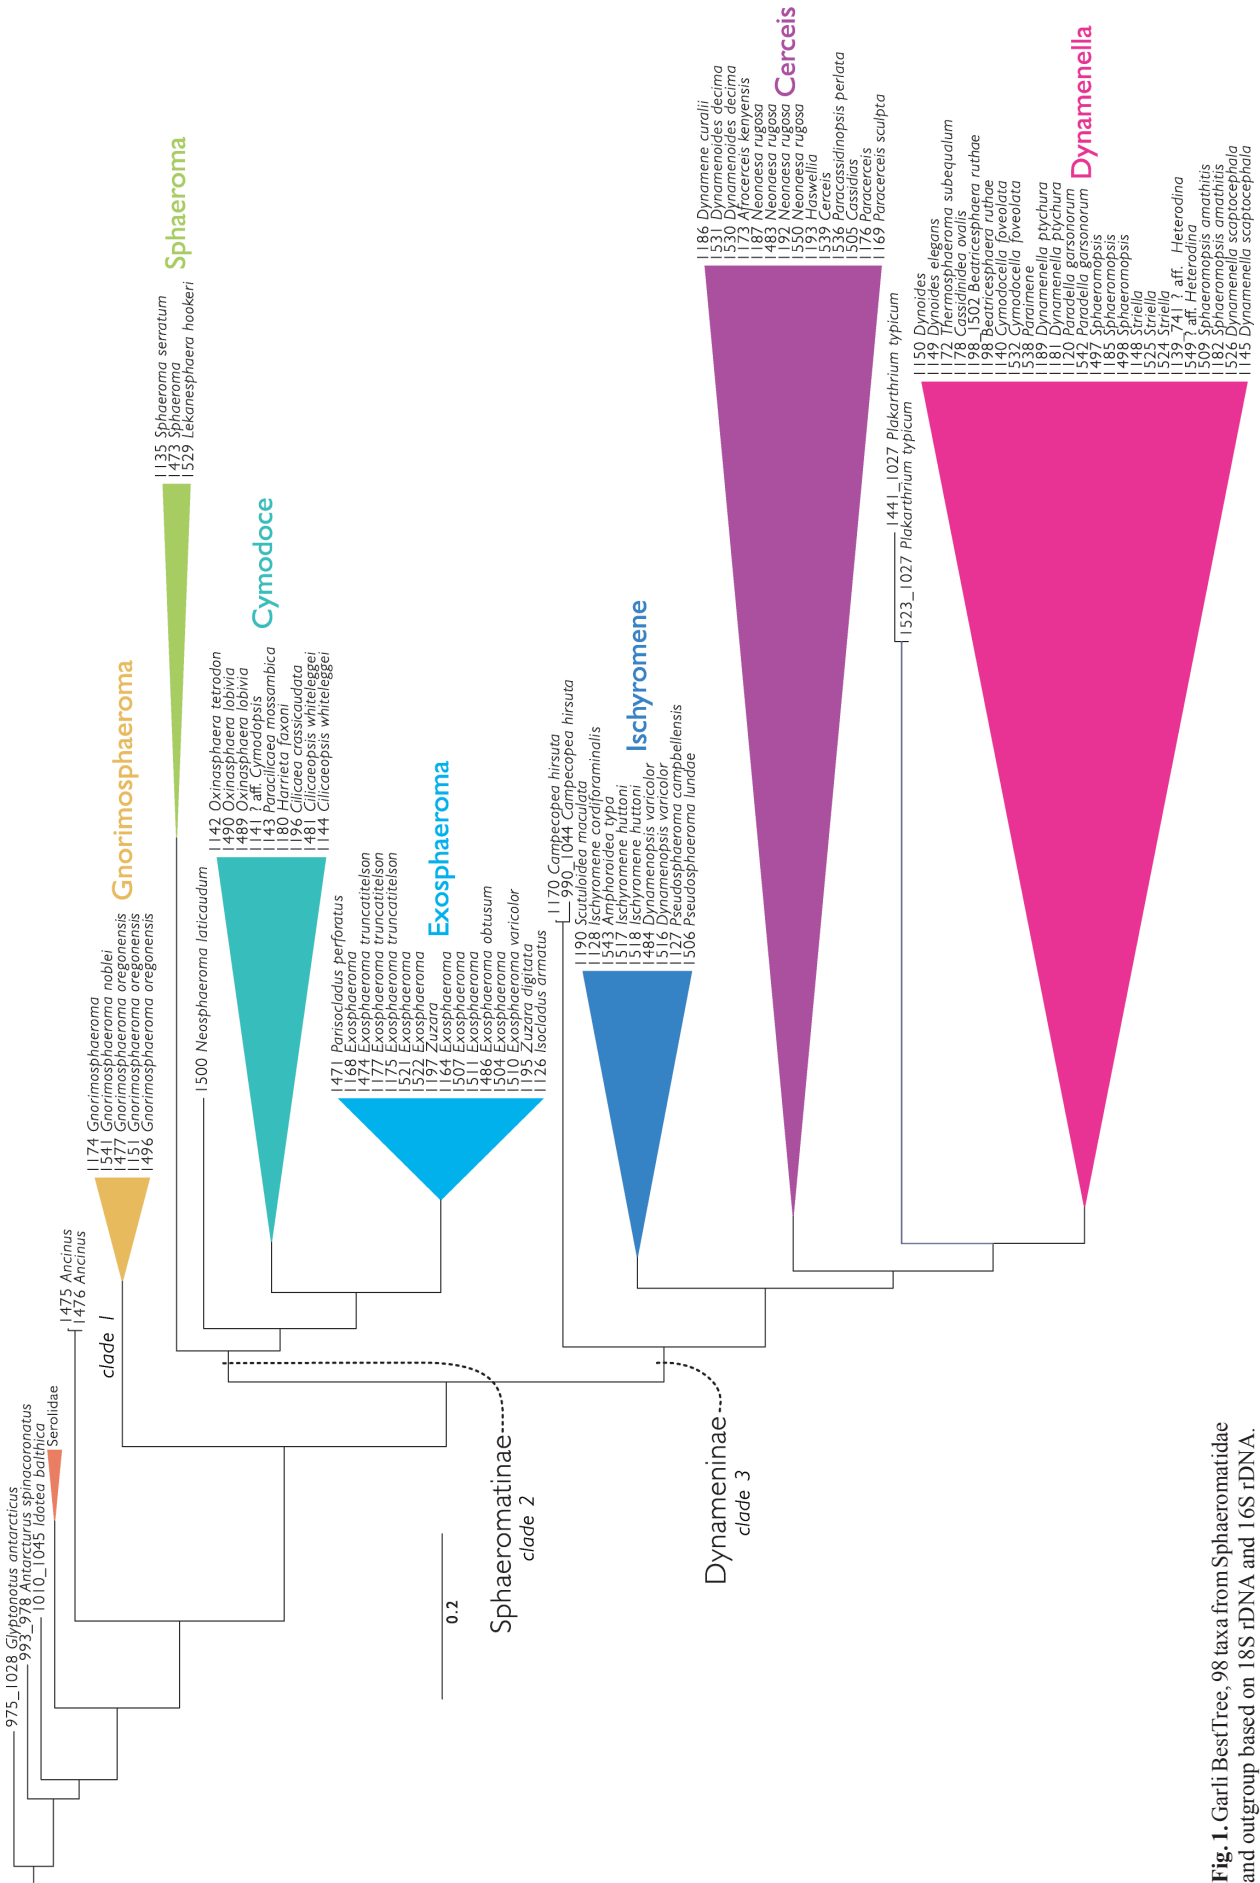 975_1028 Glyptonotus antarcticus
993_978 Antarcturus spinacoronatus
1010_1045 Idotea balthica
Serolidae
1475 Ancinus
1476 Ancinus
clade 1
1174 Gnorimosphaeroma
1541 Gnorimosphaeroma noblei
1477 Gnorimosphaeroma oregonensis
1151 Gnorimosphaeroma oregonensis
1496 Gnorimosphaeroma oregonensis
Gnorimosphaeroma
1135 Sphaeroma serratum
1473 Sphaeroma
1529 Lekanesphaera hookeri
Sphaeroma
1500 Neosphaeroma laticaudum
1142 Oxinasphaera tetrodon
1490 Oxinasphaera lobivia
1489 Oxinasphaera lobivia
1141 ? aff. Cymodopsis
1143 Paracilicaea mossambica
1180 Harrieta faxoni
1196 Cilicaea crassicaudata
1481 Cilicaeopsis whiteleggei
1144 Cilicaeopsis whiteleggei
Cymodoce
1471 Parisocladus perforatus
1168 Exosphaeroma
1474 Exosphaeroma truncatitelson
1177 Exosphaeroma truncatitelson
1175 Exosphaeroma truncatitelson
1521 Exosphaeroma
1522 Exosphaeroma
1197 Zuzara
1164 Exosphaeroma
1507 Exosphaeroma
1511 Exosphaeroma
1486 Exosphaeroma obtusum
1504 Exosphaeroma
1510 Exosphaeroma varicolor
1195 Zuzara digitata
1126 Isocladus armatus
Exosphaeroma
Sphaeromatinae
clade 2
0.2
1170 Campecopea hirsuta
990_1044 Campecopea hirsuta
1190 Scutuloidea maculata
1128 Ischyromene cordiforaminalis
1543 Amphoroidea typa
1517 Ischyromene huttoni
1518 Ischyromene huttoni
1484 Dynamenopsis varicolor
1516 Dynamenopsis varicolor
1127 Pseudosphaeroma campbellensis
1506 Pseudosphaeroma lundae
Ischyromene
Dynameninae
clade 3
1186 Dynamene curalii
1531 Dynamenoides decima
1530 Dynamenoides decima
1173 Afrocerceis kenyensis
1187 Neonaesa rugosa
1483 Neonaesa rugosa
1192 Neonaesa rugosa
1550 Neonaesa rugosa
1193 Haswellia
1539 Cerceis
1536 Paracassidinopsis perlata
1505 Cassidias
1176 Paracerceis
1169 Paracerceis sculpta
Cerceis
1441_1027 Plakarthrium typicum
1523_1027 Plakarthrium typicum
1150 Dynoides
1149 Dynoides elegans
1172 Thermosphaeroma subequalum
1178 Cassidinidea ovalis
1198_1502 Beatricesphaera ruthae
1198 Beatricesphaera ruthae
1140 Cymodocella foveolata
1532 Cymodocella foveolata
1538 Paraimene
1189 Dynamenella ptychura
1181 Dynamenella ptychura
1120 Paradella garsonorum
1542 Paradella garsonorum
1497 Sphaeromopsis
1185 Sphaeromopsis
1498 Sphaeromopsis
1148 Striella
1525 Striella
1524 Striella
1139_741 ? aff. Heterodina
1549 ? aff. Heterodina
1509 Sphaeromopsis amathitis
1182 Sphaeromopsis amathitis
1526 Dynamenella scaptocephala
1145 Dynamenella scaptocephala
Dynamenella
Fig. 1. Garli BestTree, 98 taxa from Sphaeromatidae
and outgroup based on 18S rDNA and 16S rDNA.